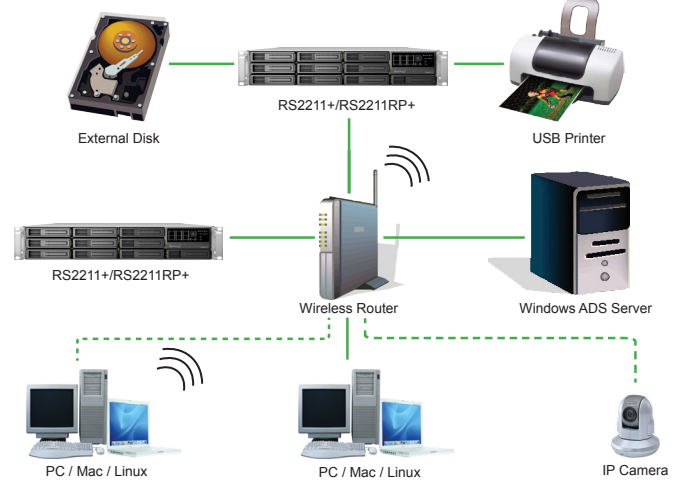 RS2211+/RS2211RP+
External Disk
USB Printer
RS2211+/RS2211RP+
Wireless Router
Windows ADS Server
PC / Mac / Linux
PC / Mac / Linux
IP Camera